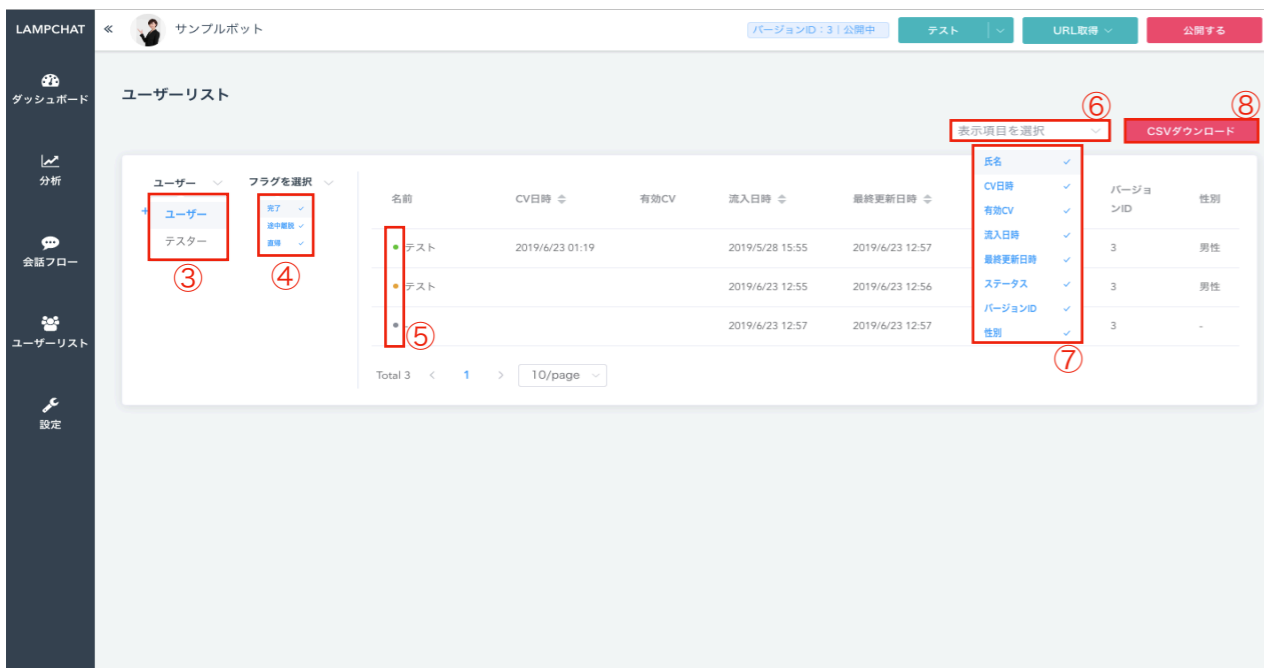 LAMPCHAT
サンプルボット
バージョンID:3 | 公開中
テスト
URL取得
公開する
ダッシュボード
分析
会話フロー
ユーザーリスト
設定
ユーザーリスト
⑥
⑧
表示項目を選択
CSVダウンロード
ユーザー
フラグを選択
+
ユーザー
テスター
③
完了
途中離脱
直帰
④
名前 CV日時 有効CV 流入日時 最終更新日時 バージョンID 性別
テスト 2019/6/23 01:19 2019/5/28 15:55 2019/6/23 12:57 3 男性
テスト 2019/6/23 12:55 2019/6/23 12:56 3 男性
2019/6/23 12:57 2019/6/23 12:57 3 -
⑤
氏名
CV日時
有効CV
流入日時
最終更新日時
ステータス
バージョンID
性別
⑦
Total 3 < 1 > 10/page